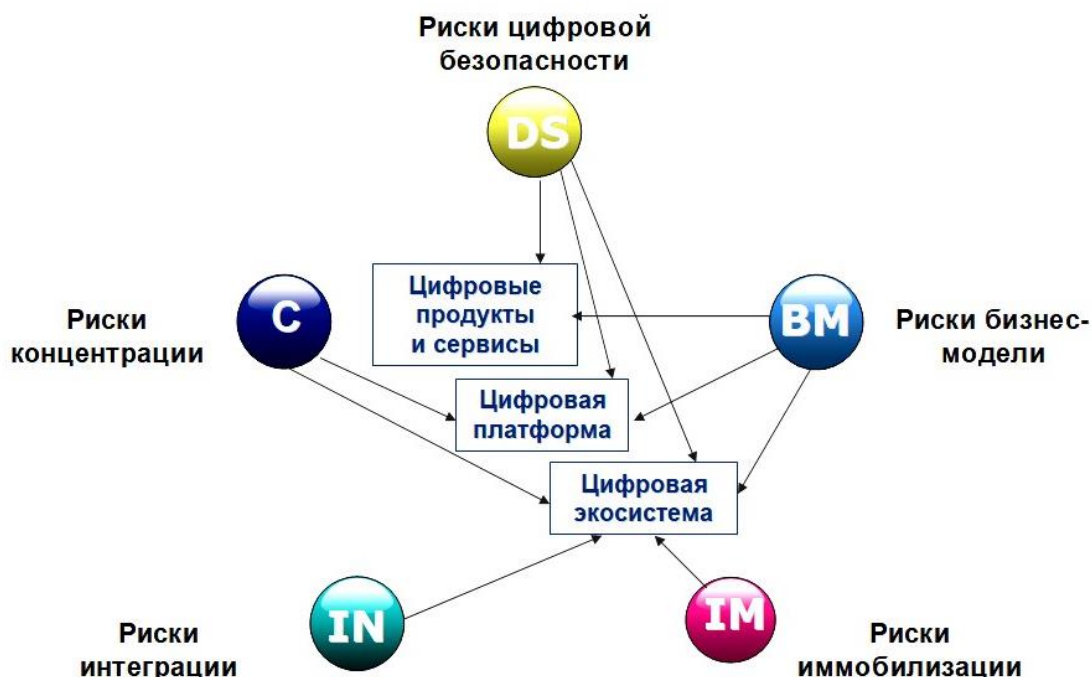 Риски цифровой
безопасности
DS
Риски
концентрации
C
Цифровые
продукты
и сервисы
BM
Риски бизнес-
модели
Цифровая
платформа
Цифровая
экосистема
Риски
интеграции
IN
IM
Риски
иммобилизации